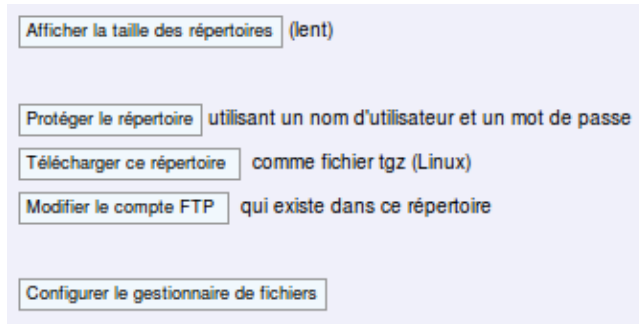 Afficher la taille des répertoires (lent)
Protéger le répertoire utilisant un nom d'utilisateur et un mot de passe
Télécharger ce répertoire comme fichier tgz (Linux)
Modifier le compte FTP qui existe dans ce répertoire
Configurer le gestionnaire de fichiers